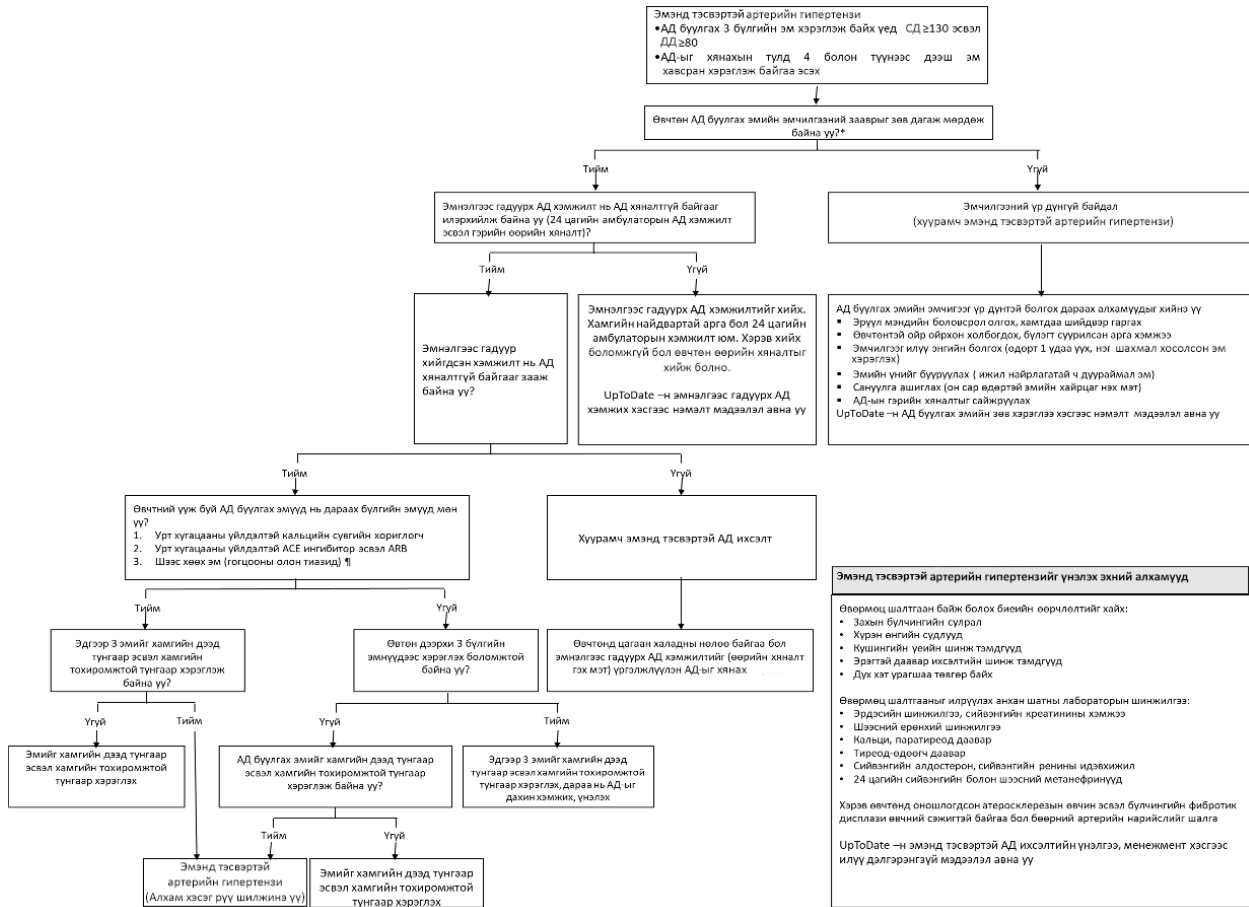 Эмэнд тэсвэртэй артерийн гипертензи
•АД буулгах 3 бүлгийн эм хэрэглэж байх үед СД ≥130 эсвэл
ДД ≥80
•АД-ыг хянахын тулд 4 болон түүнээс дээш эм
хавсран хэрэглэж байгаа эсэх
Өвчтөн АД буулгах эмийн эмчилгээний зааврыг зөв дагаж мөрдөж
байна уу?*
Тийм
Үгүй
Эмнэлгээс гадуурх АД хэмжилт нь АД хяналтгүй байгааг
илэрхийлж байна уу (24 цагийн амбулаторын АД хэмжилт
эсвэл гэрийн өөрийн хяналт)?
Эмчилгээний үр дүнгүй байдал
(хуурамч эмэнд тэсвэртэй артерийн гипертензи)
Тийм
Үгүй
Эмнэлгээс гадуур
хийгдсэн хэмжилт нь АД
хяналтгүй байгааг зааж
байна уу?
Эмнэлгээс гадуурх АД хэмжилтийг хийх.
Хамгийн найдвартай арга бол 24 цагийн
амбулаторын хэмжилт юм. Хэрэв хийх
боломжгүй бол өвчтөн өөрийн хяналтыг
хийж болно.
UpToDate –н эмнэлгээс гадуурх АД
хэмжих хэсгээс нэмэлт мэдээлэл авна уу
АД буулгах эмийн эмчигээг үр дүнтэй болгох дараах алхамуудыг хийнэ үү
▪ Эрүүл мэндийн боловсрол олгох, хамтдаа шийдвэр гаргах
▪ Өвчтөнтэй ойр ойрхон холбогдох, бүлэгт суурилсан арга хэмжээ
▪ Эмчилгээг илүү энгийн болгох (өдөрт 1 удаа уух, нэг шахмал хосолсон эм
хэрэглэх)
▪ Эмийн үнийг бууруулах ( ижил найрлагатай ч дуураймал эм)
▪ Сануулга ашиглах (он сар өдөртэй эмийн хайрцаг нэх мэт)
▪ АД-ын гэрийн хяналтыг сайжруулах
UpToDate –н АД буулгах эмийн зөв хэрэглээ хэсгээс нэмэлт мэдээлэл авна уу
Тийм
Үгүй
Өвчтний ууж буй АД буулгах эмүүд нь дараах бүлгийн эмүүд мөн
үү?
1. Урт хугацааны үйлдэлтэй кальцийн сувгийн хориглогч
2. Урт хугацааны үйлдэлтэй ACE ингибитор эсвэл ARB
3. Шээс хөөх эм (гогцрооны олон тиазид) ¶
Хуурамч эмэнд тэсвэртэй АД ихсэлт
Тийм
Үгүй
Эдгээр 3 эмийг хамгийн дээд
тунгаар эсвэл хамгийн
тохиромжтой тунгаар хэрэглэж
байна уу?
Өвтөн дээрхи 3 бүлгийн
эмнүүдээс хэрэглэх боломжтой
байна уу?
Өвчтөнд цагаан халадны нөлөө байгаа бол
эмнэлгээс гадуурх АД хэмжилтийг (өөрийн хяналт
гэх мэт) үргэлжлүүлэн АД-ыг хянах
Үгүй
Тийм
Тийм
Үгүй
Эмийг хамгийн дээд тунгаар
эсвэл хамгийн тохиромжтой
тунгаар хэрэглэх
АД буулгах эмийг хамгийн дээд тунгаар
эсвэл хамгийн тохиромжтой тунгаар
хэрэглэж байна уу?
Эдгээр 3 эмийг хамгийн дээд
тунгаар эсвэл хамгийн тохиромжтой
тунгаар хэрэглэх, дараа нь АД-ыг
дахин хэмжих, үнэлэх
Тийм
Үгүй
Эмэнд тэсвэртэй
артерийн гипертензи
(Алхам хэсэг рүү шилжинэ үү)
Эмийг хамгийн дээд тунгаар
эсвэл хамгийн тохиромжтой
тунгаар хэрэглэх
Эмэнд тэсвэртэй артерийн гипертензийг үнэлэх эхний алхамууд
Өвөрмөц шалтгаан байж болох биеийн өөрчлөлтийг хайх:
• Захын булчингийн сулрал
• Хүрэн өнгийн судлууд
• Кушингийн үеийн шинж тэмдгүүд
• Эрэгтэй даавар ихсэлтийн шинж тэмдгүүд
• Дух хэт урагшаа төвгөр байх
Өвөрмөц шалтгааныг илрүүлэх анхан шатны лабораторын шинжилгээ:
• Эрдэсийн шинжилгээ, сийвэнгийн креатинины хэмжээ
• Шээсний ерөнхий шинжилгээ
• Кальци, паратиреод даавар
• Тиреод-өдөөгч даавар
• Сийвэнгийн алдостерон, сийвэнгийн ренины идэвхижил
• 24 цагийн сийвэнгийн болон шээсний метанефринүүд
Хэрэв өвчтөнд оношлогдсон атеросклерезын өвчин эсвэл булчингийн фибротик
дисплази өвчний сэжигтэй байгаа бол бөөрний артерийн нарийслийг шалга
UpToDate –н эмэнд тэсвэртэй АД ихсэлтийн үнэлгээ, менежмент хэсгээс
илүү дэлгэрэнгэүй мэдээлэл авна уу